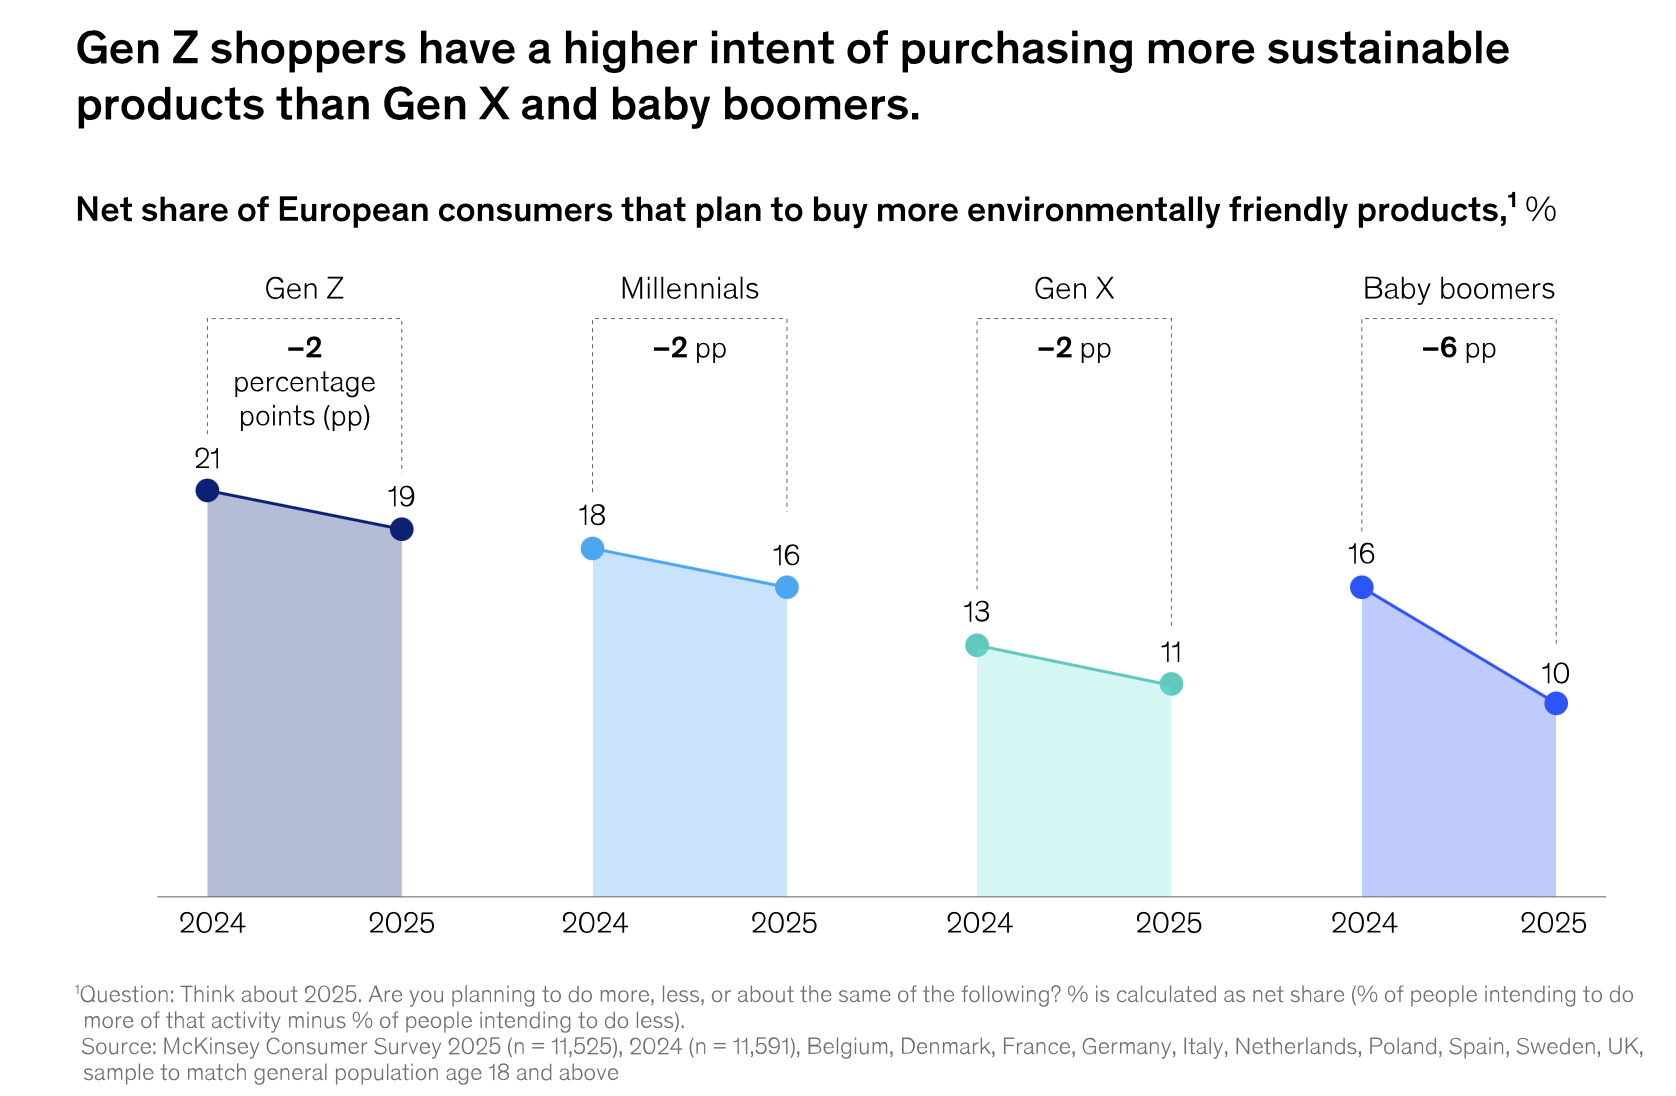 Gen Z shoppers have a higher intent of purchasing more sustainable
products than Gen X and baby boomers.
Net share of European consumers that plan to buy more environmentally friendly products,¹ %
Gen Z
–2
percentage
points (pp)
21
19
Millennials
–2 pp
18
16
Gen X
–2 pp
13
11
Baby boomers
–6 pp
16
10
2024 2025 2024 2025 2024 2025 2024 2025
¹Question: Think about 2025. Are you planning to do more, less, or about the same of the following? % is calculated as net share (% of people intending to do
more of that activity minus % of people intending to do less).
Source: McKinsey Consumer Survey 2025 (n = 11,525), 2024 (n = 11,591), Belgium, Denmark, France, Germany, Italy, Netherlands, Poland, Spain, Sweden, UK,
sample to match general population age 18 and above